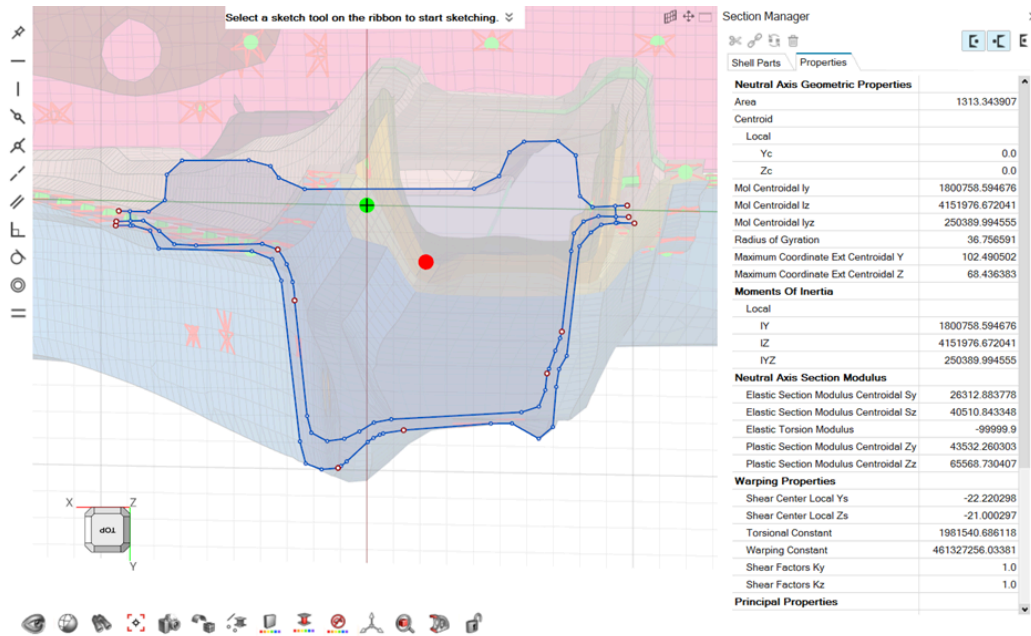 Select a sketch tool on the ribbon to start sketching.
Section Manager
Shell Parts Properties
Neutral Axis Geometric Properties
Area 1313.343907
Centroid
Local
Yc 0.0
Zc 0.0
MoI Centroidal Iy 1800758.594676
MoI Centroidal Iz 4151976.672041
MoI Centroidal Iyz 250389.994555
Radius of Gyration 36.756591
Maximum Coordinate Ext Centroidal Y 102.490502
Maximum Coordinate Ext Centroidal Z 68.436383
Moments Of Inertia
Local
IY 1800758.594676
IZ 4151976.672041
IYZ 250389.994555
Neutral Axis Section Modulus
Elastic Section Modulus Centroidal Sy 26312.883778
Elastic Section Modulus Centroidal Sz 40510.843348
Elastic Torsion Modulus -99999.9
Plastic Section Modulus Centroidal Zy 43532.260303
Plastic Section Modulus Centroidal Zz 65568.730407
Warping Properties
Shear Center Local Ys -22.220298
Shear Center Local Zs -21.000297
Torsional Constant 1981540.686118
Warping Constant 461327256.03381
Shear Factors Ky 1.0
Shear Factors Kz 1.0
Principal Properties
X Z
TOP
Y